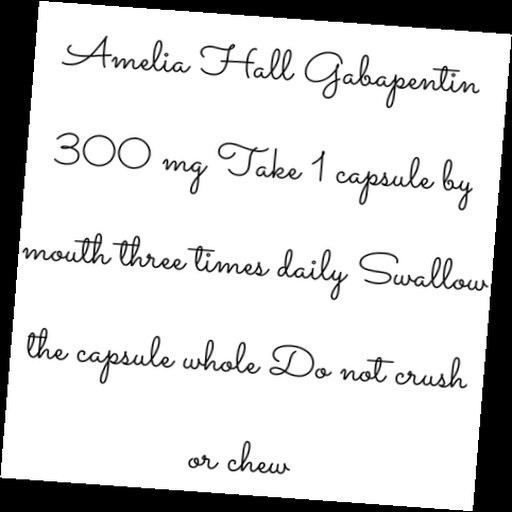 Amelia Hall Gabapentin
300 mg Take 1 capsule by
mouth three times daily Swallow
the capsule whole Do not crush
or chew